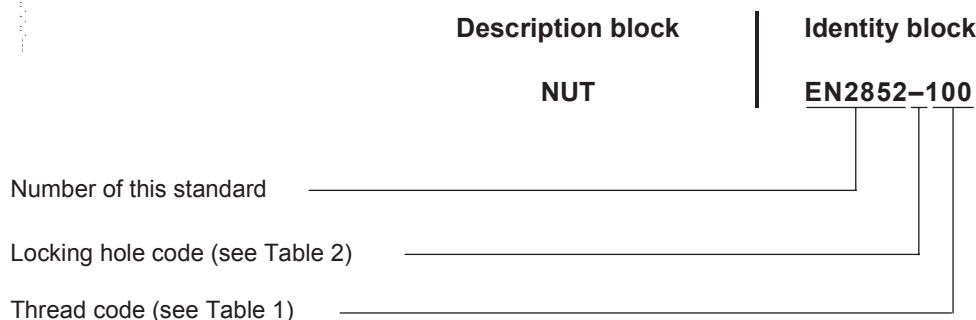 Description block Identity block
NUT EN2852–100
Number of this standard
Locking hole code (see Table 2)
Thread code (see Table 1)